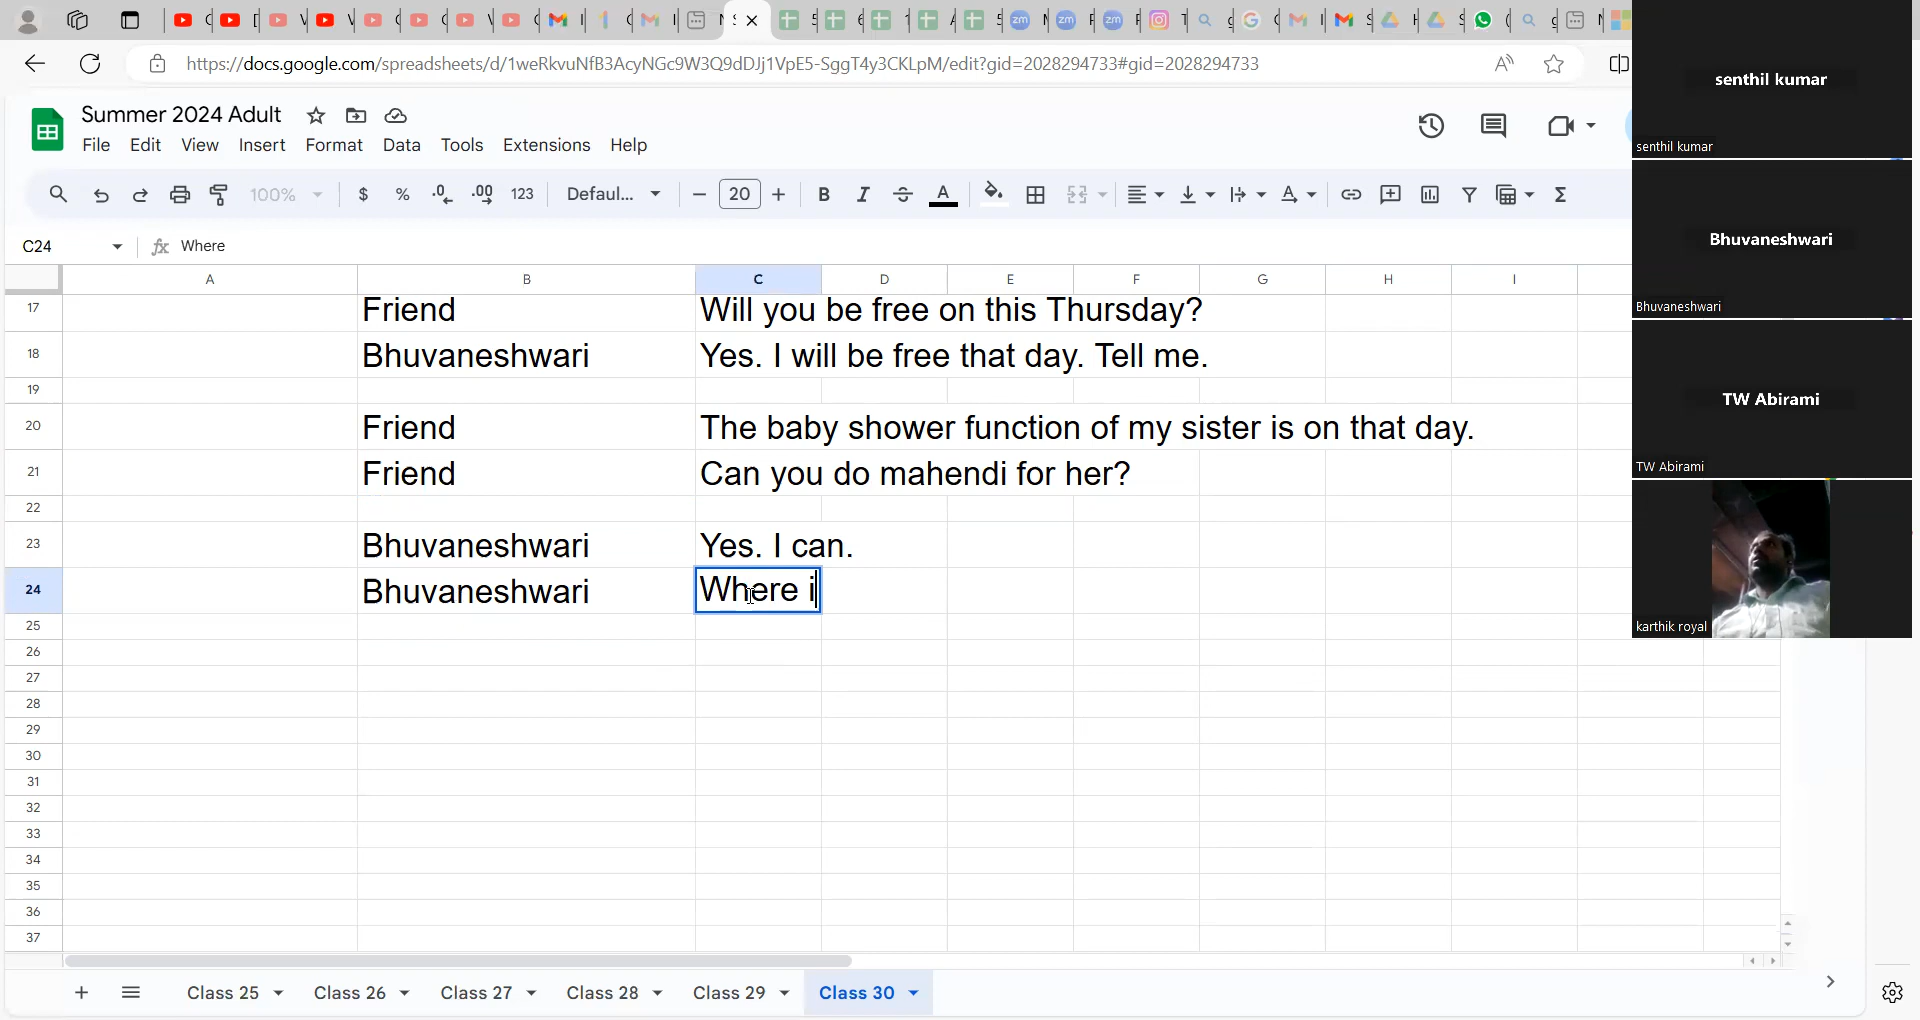 https://docs.google.com/spreadsheets/d/1weRkvuNfB3AcyNGc9W3Q9dDJj1VpE5-SggT4y3CKLpM/edit?gid=2028294733#gid=2028294733
Summer 2024 Adult
File Edit View Insert Format Data Tools Extensions Help
100% $ % .0 .00 123 Defaul... 20 B I A Σ
C24 fx Where
A B C D E F G H I
17 Friend Will you be free on this Thursday?
18 Bhuvaneshwari Yes. I will be free that day. Tell me.
19
20 Friend The baby shower function of my sister is on that day.
21 Friend Can you do mahendi for her?
22
23 Bhuvaneshwari Yes. I can.
24 Bhuvaneshwari Where i
25
26
27
28
29
30
31
32
33
34
35
36
37
Class 25 Class 26 Class 27 Class 28 Class 29 Class 30
senthil kumar
senthil kumar
Bhuvaneshwari
Bhuvaneshwari
TW Abirami
TW Abirami
karthik royal